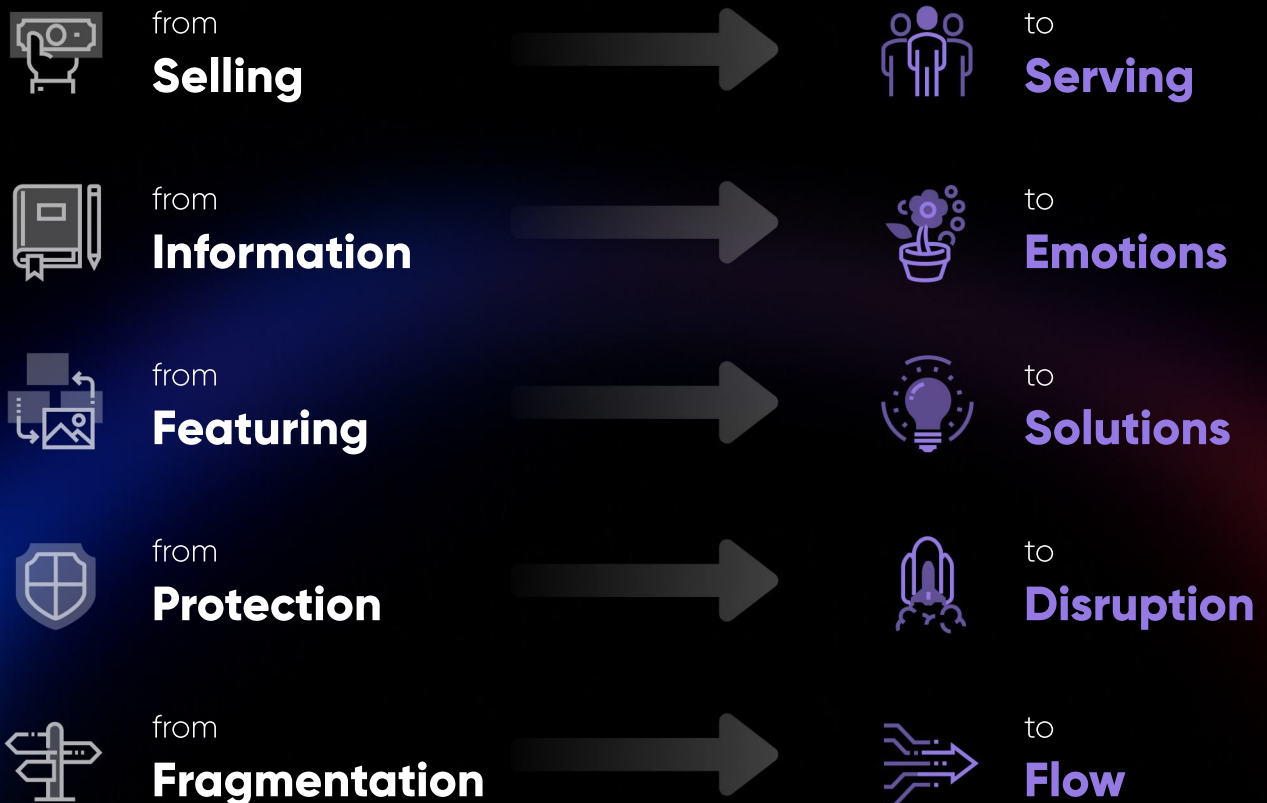 from
Selling
to
Serving
from
Information
to
Emotions
from
Featuring
to
Solutions
from
Protection
to
Disruption
from
Fragmentation
to
Flow